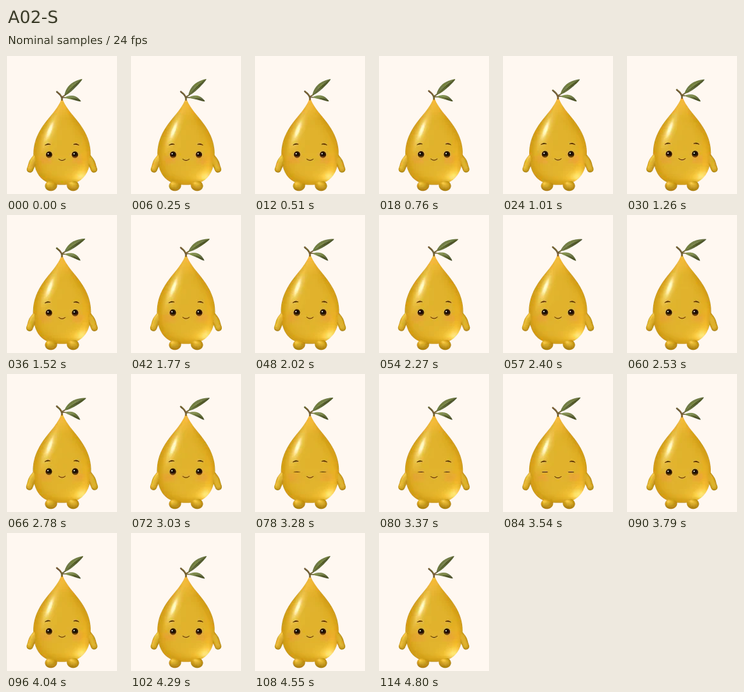 A02-S
Nominal samples / 24 fps
000 0.00 s
006 0.25 s
012 0.51 s
018 0.76 s
024 1.01 s
030 1.26 s
036 1.52 s
042 1.77 s
048 2.02 s
054 2.27 s
057 2.40 s
060 2.53 s
066 2.78 s
072 3.03 s
078 3.28 s
080 3.37 s
084 3.54 s
090 3.79 s
096 4.04 s
102 4.29 s
108 4.55 s
114 4.80 s